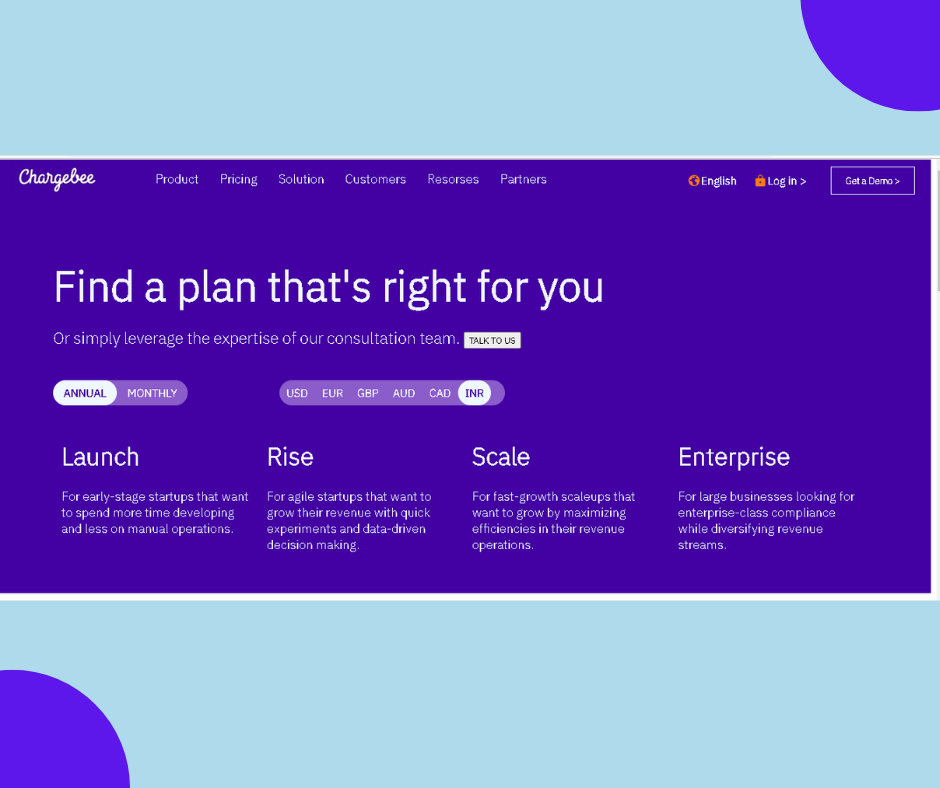 Chargebee
Product Pricing Solution Customers Resorses Partners
English Log in > Get a Demo >
Find a plan that's right for you
Or simply leverage the expertise of our consultation team. TALK TO US
ANNUAL MONTHLY
USD EUR GBP AUD CAD INR
Launch
For early-stage startups that want
to spend more time developing
and less on manual operations.
Rise
For agile startups that want to
grow their revenue with quick
experiments and data-driven
decision making.
Scale
For fast-growth scaleups that
want to grow by maximizing
efficiencies in their revenue
operations.
Enterprise
For large businesses looking for
enterprise-class compliance
while diversifying revenue
streams.